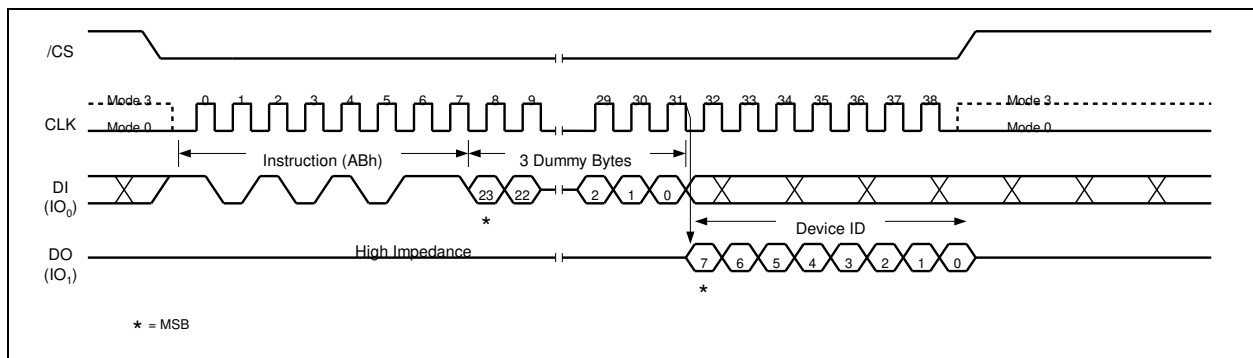 /CS
Mode 3 0 1 2 3 4 5 6 7 8 9 29 30 31 32 33 34 35 36 37 38 Mode 3
CLK Mode 0 Mode 0
Instruction (ABh) 3 Dummy Bytes
DI
(IO0)
23 22 2 1 0
*
Device ID
DO
(IO1)
High Impedance
7 6 5 4 3 2 1 0
*
* = MSB